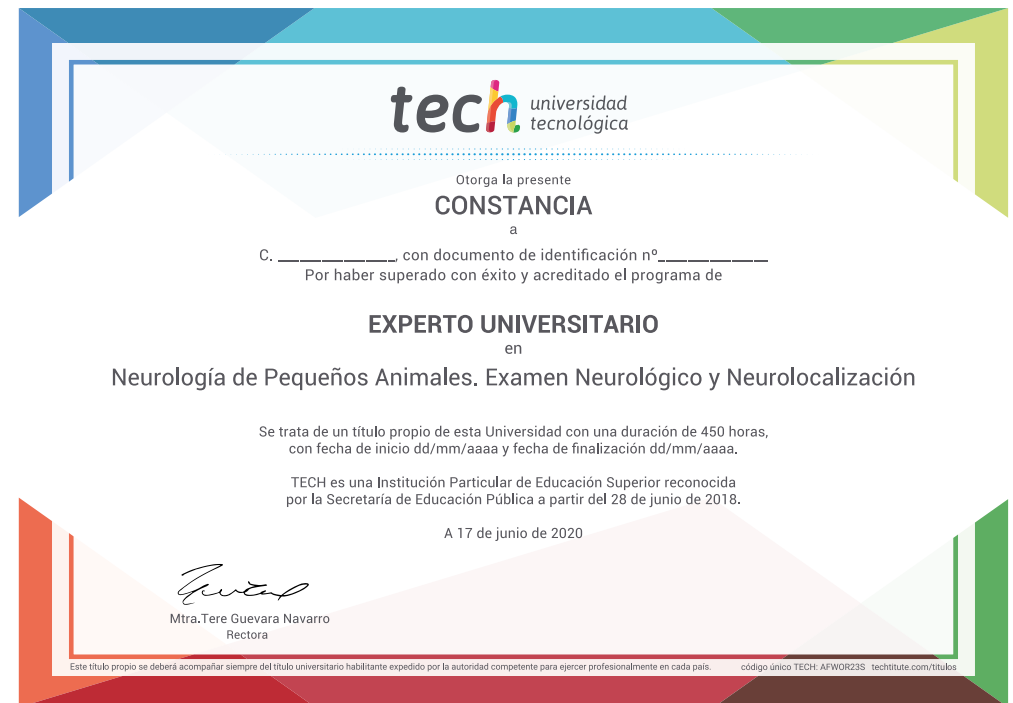 tech universidad
tecnológica
Otorga la presente
CONSTANCIA
a
C. ______________, con documento de identificación nº_____________
Por haber superado con éxito y acreditado el programa de
EXPERTO UNIVERSITARIO
en
Neurología de Pequeños Animales. Examen Neurológico y Neurolocalización
Se trata de un título propio de esta Universidad con una duración de 450 horas,
con fecha de inicio dd/mm/aaaa y fecha de finalización dd/mm/aaaa.
TECH es una Institución Particular de Educación Superior reconocida
por la Secretaría de Educación Pública a partir del 28 de junio de 2018.
A 17 de junio de 2020
Mtra.Tere Guevara Navarro
Rectora
Este título propio se deberá acompañar siempre del título universitario habilitante expedido por la autoridad competente para ejercer profesionalmente en cada país. código único TECH: AFWOR23S techtitute.com/titulos